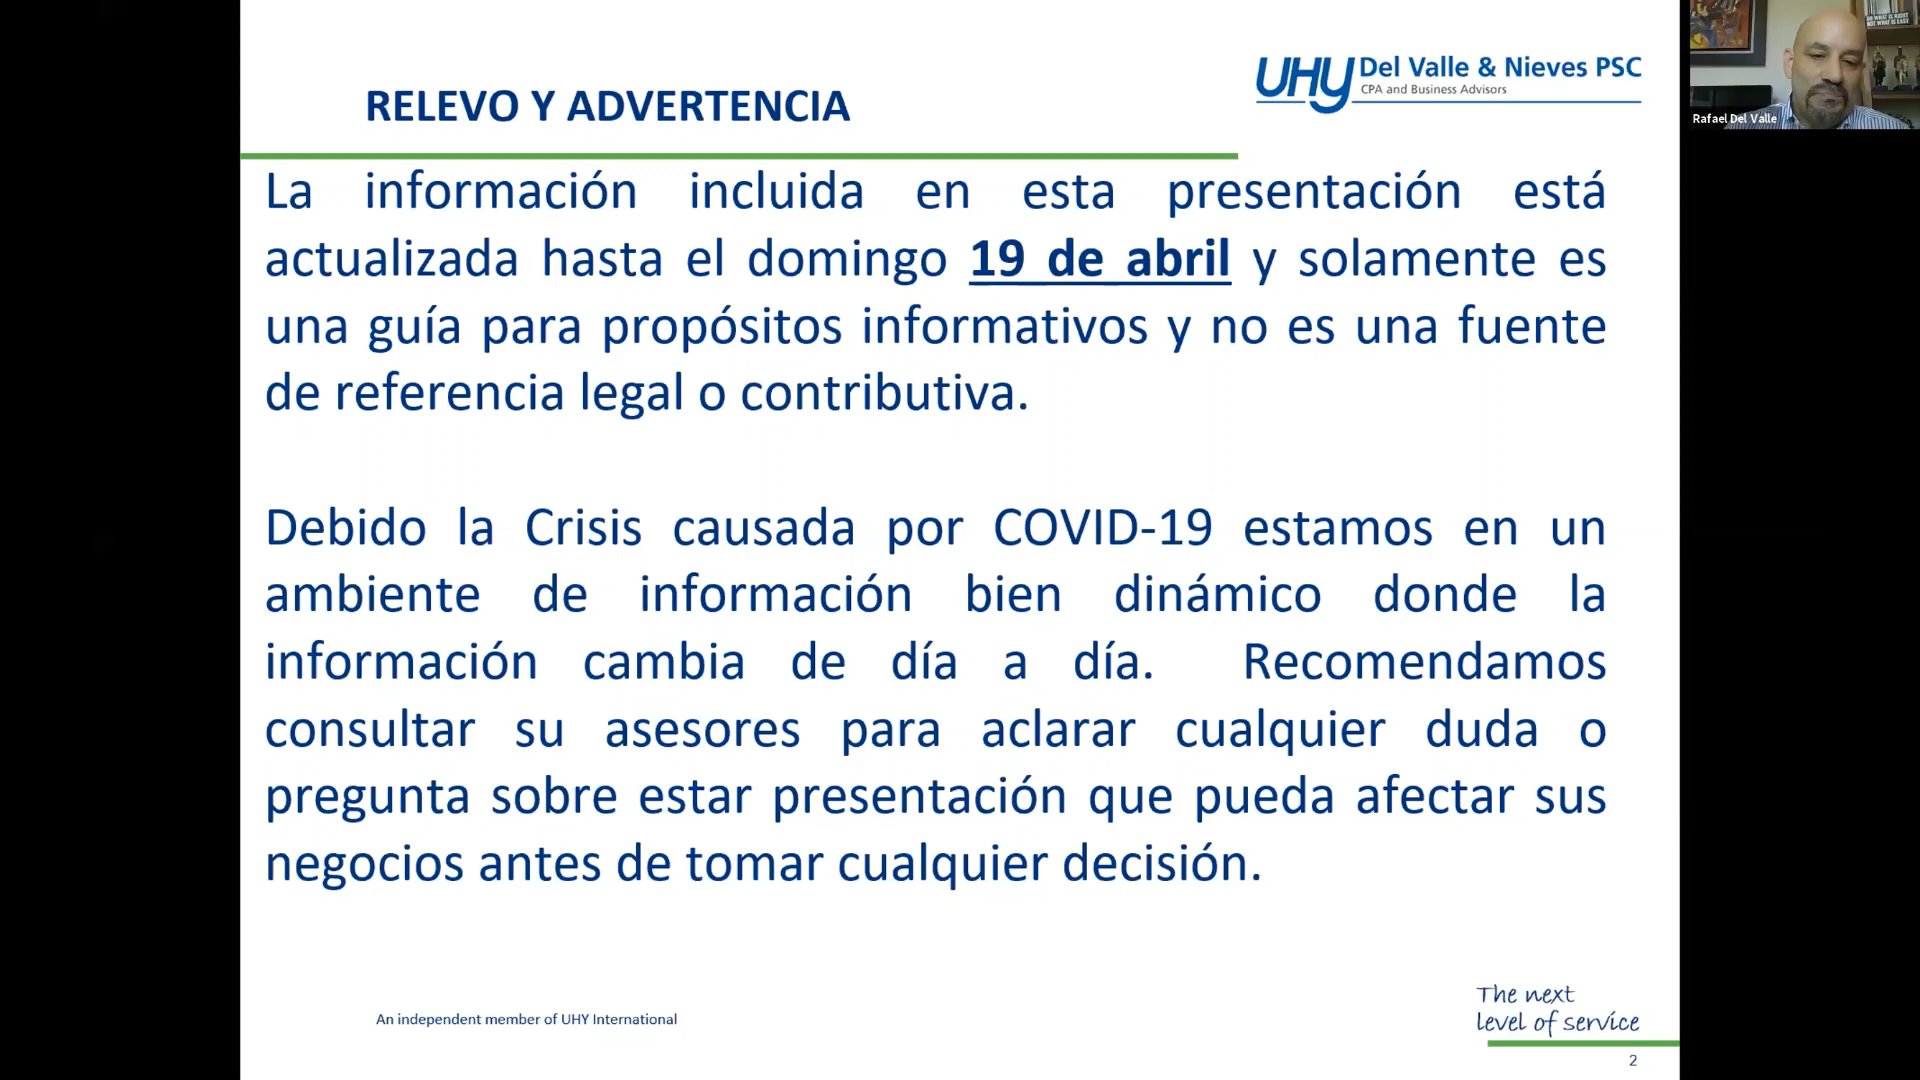 RELEVO Y ADVERTENCIA
UHY Del Valle & Nieves PSC
CPA and Business Advisors
Rafael Del Valle
La información incluida en esta presentación está
actualizada hasta el domingo 19 de abril y solamente es
una guía para propósitos informativos y no es una fuente
de referencia legal o contributiva.
Debido la Crisis causada por COVID-19 estamos en un
ambiente de información bien dinámico donde la
información cambia de día a día. Recomendamos
consultar su asesores para aclarar cualquier duda o
pregunta sobre estar presentación que pueda afectar sus
negocios antes de tomar cualquier decisión.
An independent member of UHY International
The next
level of service
2